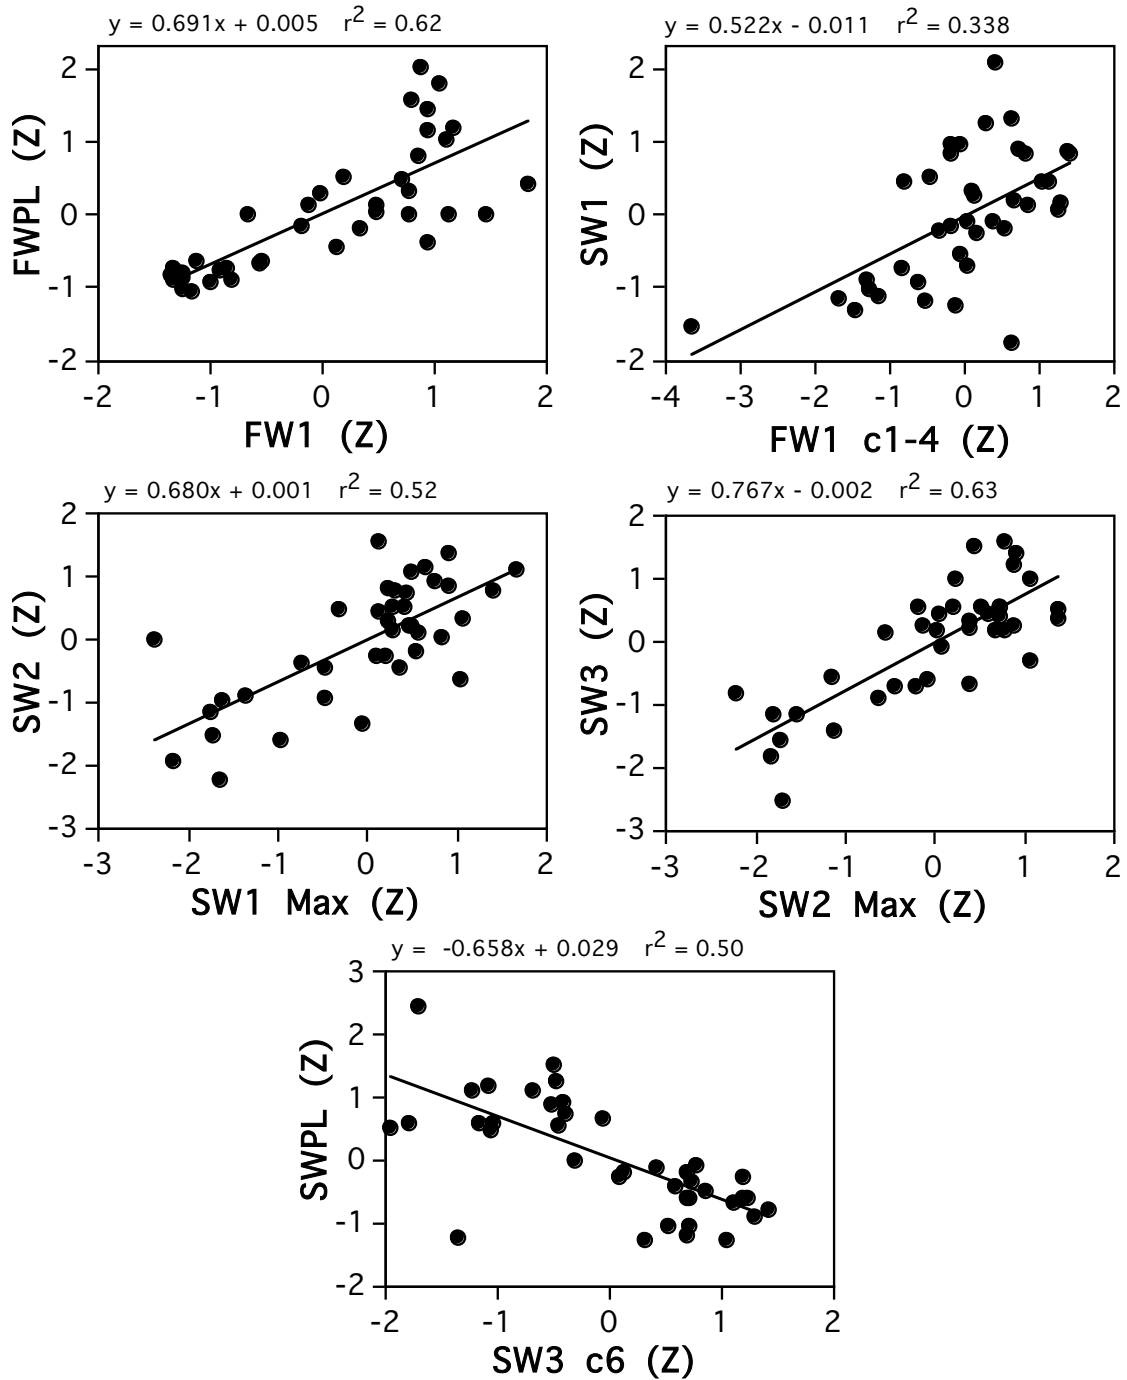 y = 0.691x + 0.005 r2 = 0.62
2
1
0
-1
-2
FWPL (Z)
-2 -1 0 1 2
FW1 (Z)
y = 0.522x - 0.011 r2 = 0.338
2
1
0
-1
-2
SW1 (Z)
-4 -3 -2 -1 0 1 2
FW1 c1-4 (Z)
y = 0.680x + 0.001 r2 = 0.52
2
1
0
-1
-2
-3
SW2 (Z)
-3 -2 -1 0 1 2
SW1 Max (Z)
y = 0.767x - 0.002 r2 = 0.63
2
1
0
-1
-2
-3
SW3 (Z)
-3 -2 -1 0 1 2
SW2 Max (Z)
y = -0.658x + 0.029 r2 = 0.50
3
2
1
0
-1
-2
SWPL (Z)
-2 -1 0 1 2
SW3 c6 (Z)